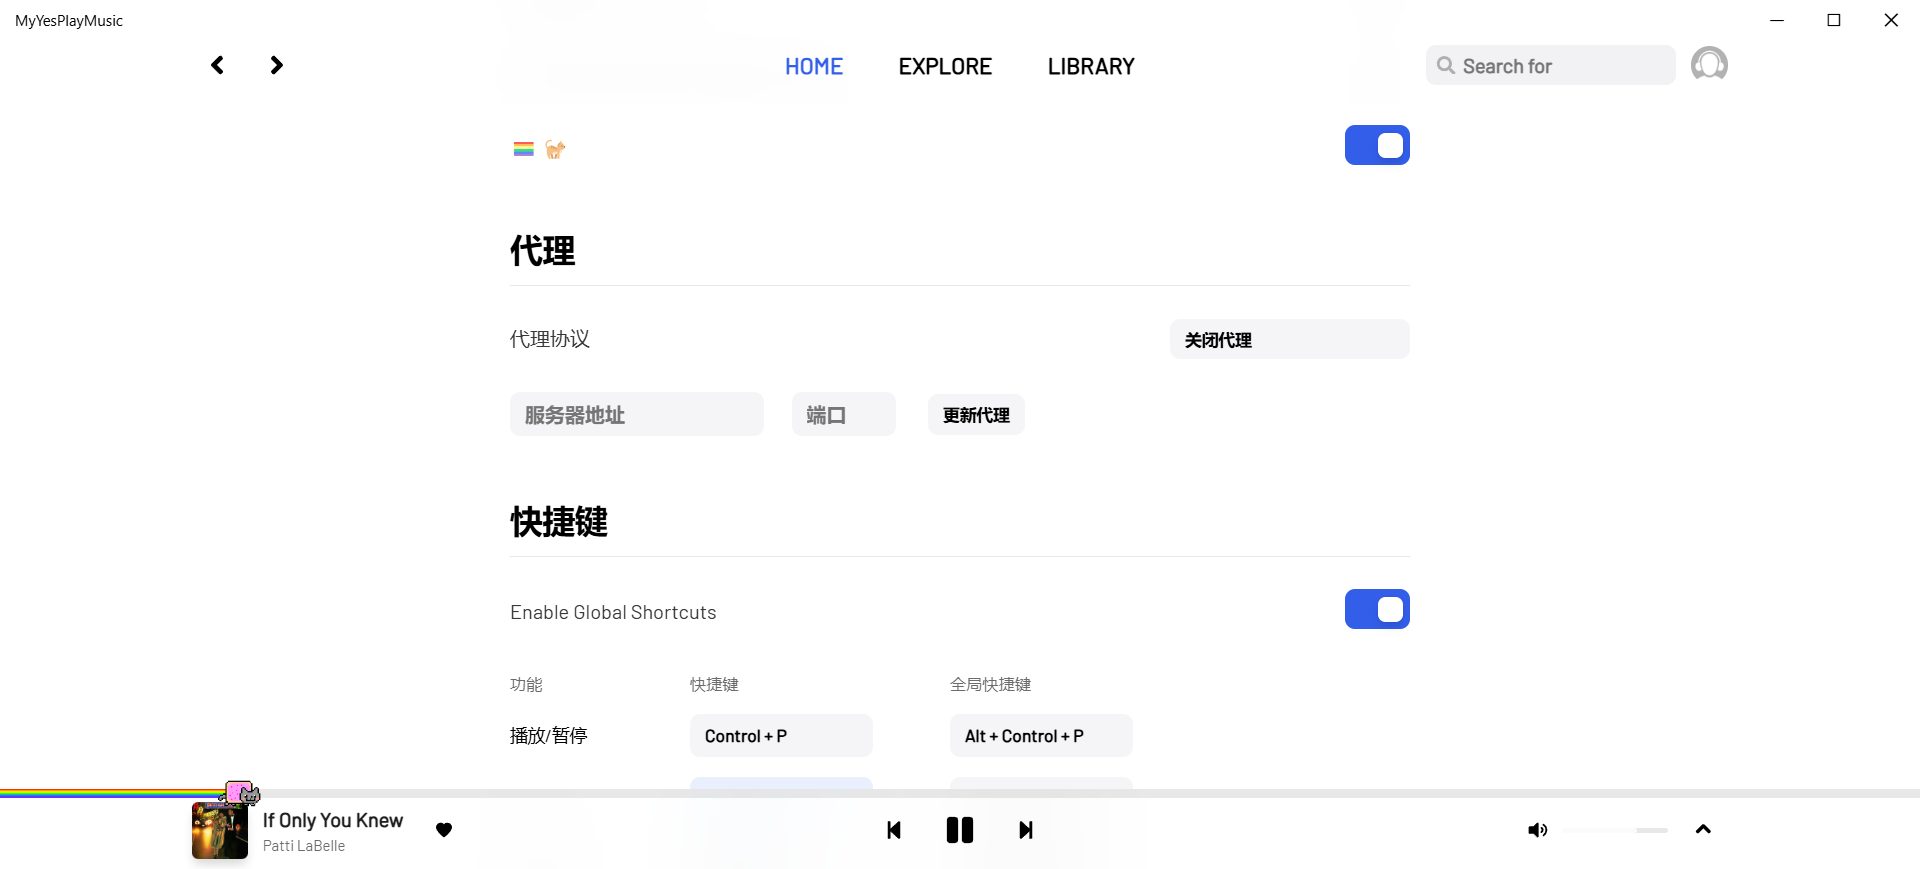 MyYesPlayMusic
HOME EXPLORE LIBRARY
Search for
代理
代理协议 关闭代理
服务器地址 端口 更新代理
快捷键
Enable Global Shortcuts
功能 快捷键 全局快捷键
播放/暂停 Control + P Alt + Control + P
If Only You Knew
Patti LaBelle